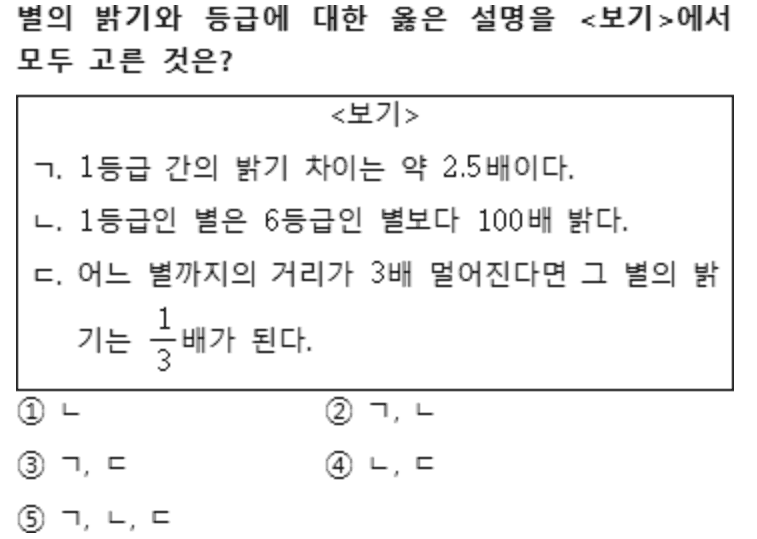 별의 밝기와 등급에 대한 옳은 설명을 <보기>에서
모두 고른 것은?
<보기>
ㄱ. 1등급 간의 밝기 차이는 약 2.5배이다.
ㄴ. 1등급인 별은 6등급인 별보다 100배 밝다.
ㄷ. 어느 별까지의 거리가 3배 멀어진다면 그 별의 밝
기는 1/3배가 된다.
① ㄴ ② ㄱ, ㄴ
③ ㄱ, ㄷ ④ ㄴ, ㄷ
⑤ ㄱ, ㄴ, ㄷ